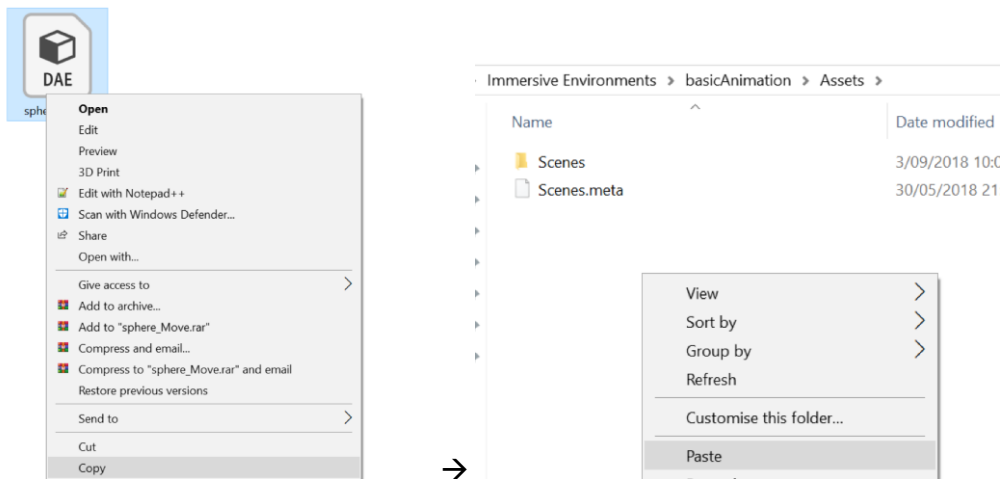 DAE
sphe
Open
Edit
Preview
3D Print
Edit with Notepad++
Scan with Windows Defender...
Share
Open with...
Give access to
Add to archive...
Add to "sphere_Move.rar"
Compress and email...
Compress to "sphere_Move.rar" and email
Restore previous versions
Send to
Cut
Copy
→
Immersive Environments > basicAnimation > Assets >
Name Date modified
Scenes 3/09/2018 10:0
Scenes.meta 30/05/2018 21
View
Sort by
Group by
Refresh
Customise this folder...
Paste